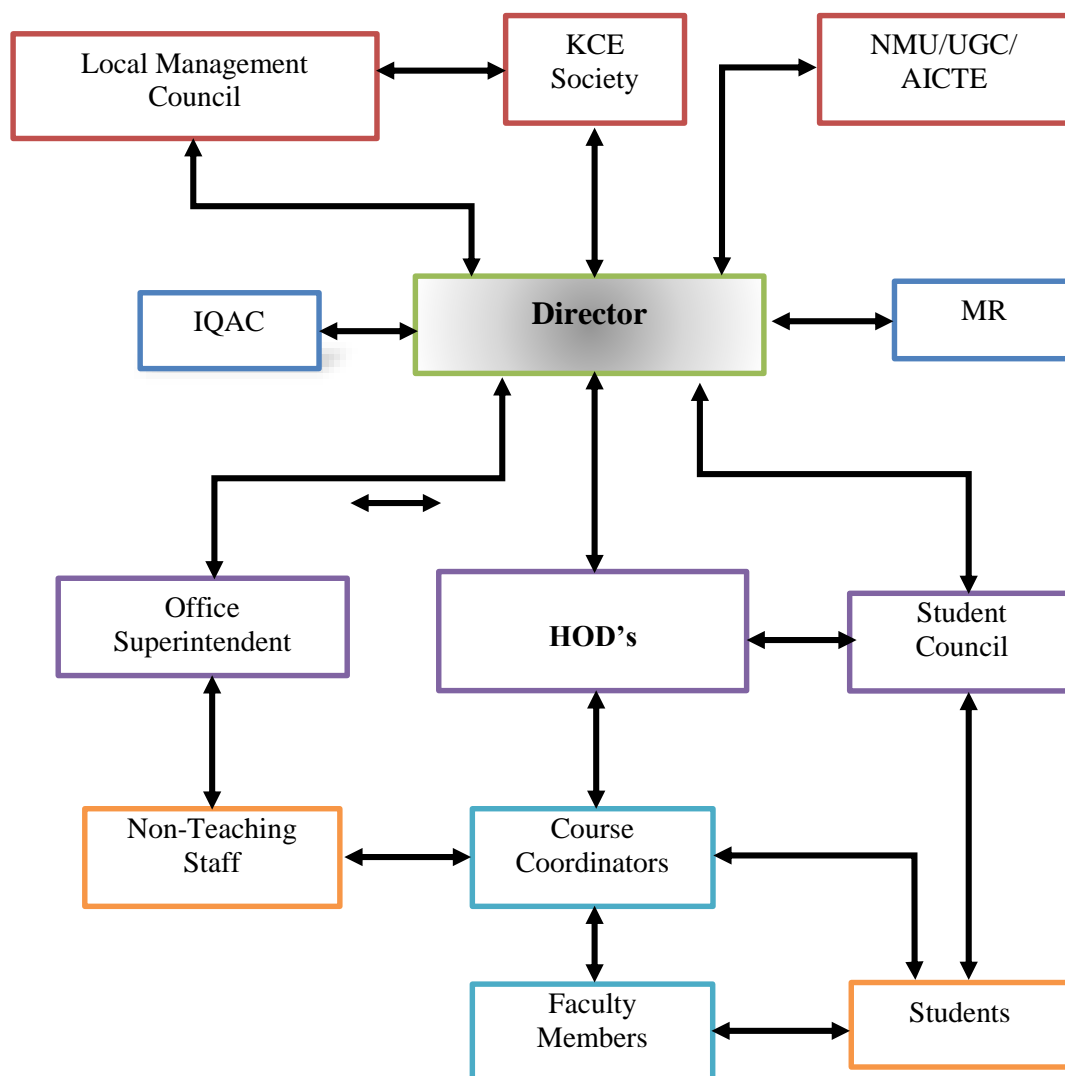 Local Management
Council
KCE
Society
NMU/UGC/
AICTE
IQAC
Director
MR
Office
Superintendent
HOD’s
Student
Council
Non-Teaching
Staff
Course
Coordinators
Faculty
Members
Students